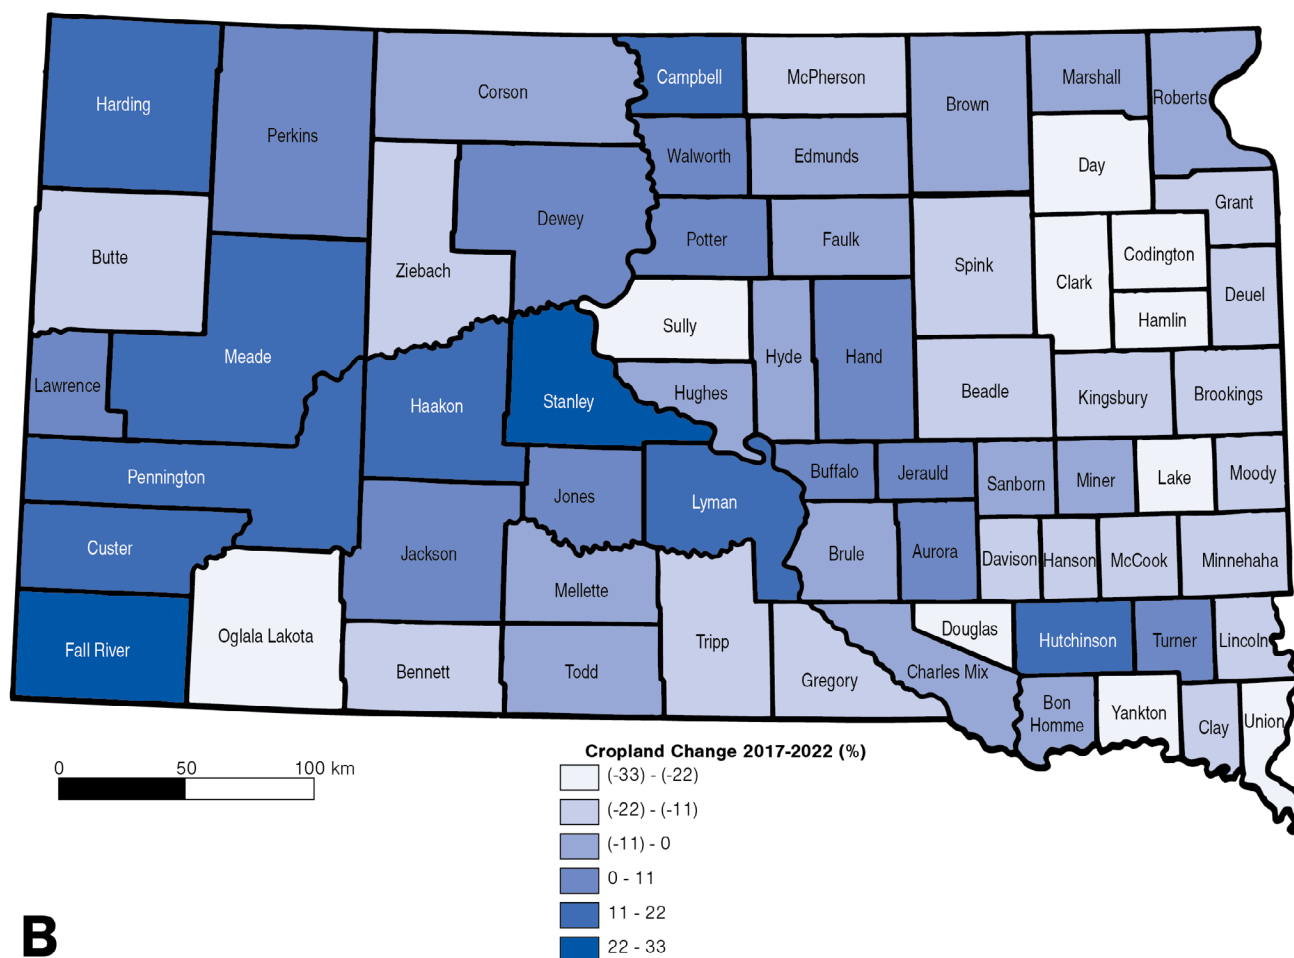 Harding
Perkins
Corson
Campbell
McPherson
Brown
Marshall
Roberts
Walworth
Edmunds
Day
Dewey
Grant
Butte
Ziebach
Potter
Faulk
Spink
Codington
Clark
Deuel
Hamlin
Sully
Meade
Hyde
Hand
Lawrence
Haakon
Stanley
Hughes
Beadle
Kingsbury
Brookings
Pennington
Jones
Lyman
Buffalo
Jerauld
Sanborn
Miner
Lake
Moody
Custer
Jackson
Mellette
Brule
Aurora
Davison
Hanson
McCook
Minnehaha
Fall River
Oglala Lakota
Bennett
Todd
Tripp
Gregory
Douglas
Charles Mix
Hutchinson
Turner
Lincoln
Bon
Homme
Yankton
Clay
Union
0 50 100 km
Cropland Change 2017-2022 (%)
(-33) - (-22)
(-22) - (-11)
(-11) - 0
0 - 11
11 - 22
22 - 33
B